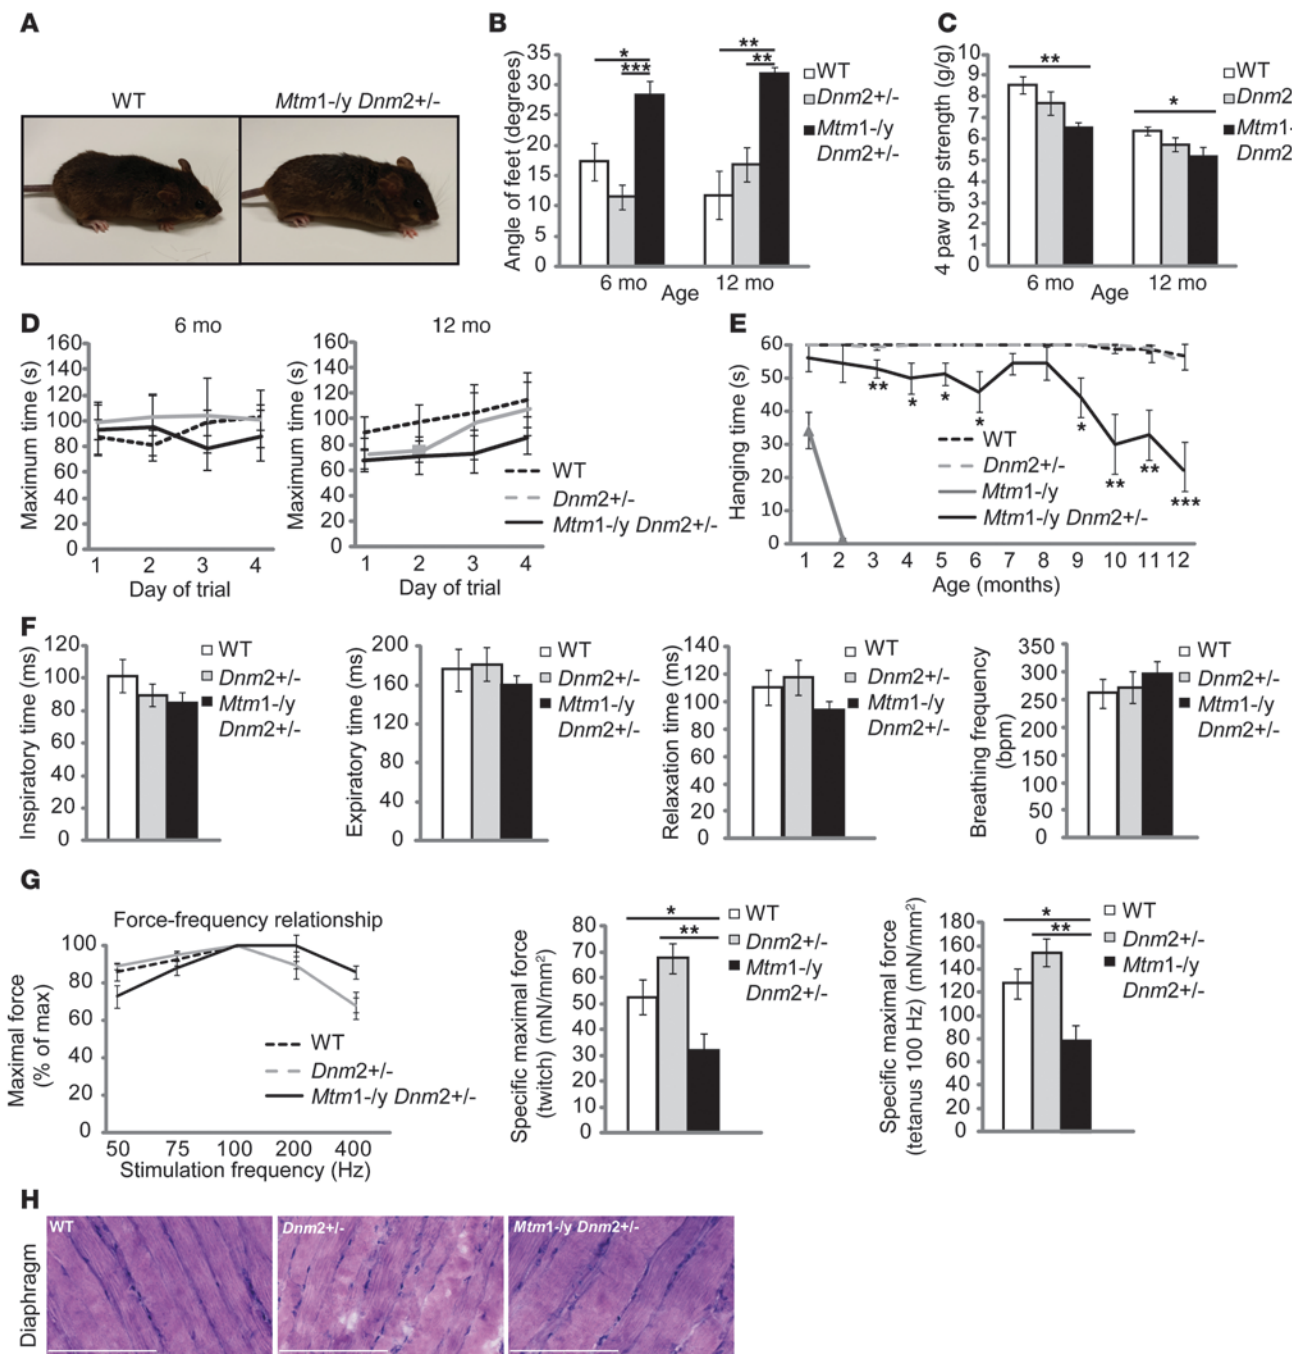 A
WT
Mtm1-/y Dnm2+/-
B
Angle of feet (degrees)
35
30
25
20
15
10
5
0
*
***
**
**
6 mo
12 mo
Age
WT
Dnm2+/-
Mtm1-/y
Dnm2+/-
C
4 paw grip strength (g/g)
10
9
8
7
6
5
4
3
2
1
0
**
*
6 mo
12 mo
Age
WT
Dnm2
Mtm1-
Dnm2
D
6 mo
Maximum time (s)
160
140
120
100
80
60
40
20
0
1 2 3 4
Day of trial
12 mo
Maximum time (s)
160
140
120
100
80
60
40
20
0
1 2 3 4
Day of trial
WT
Dnm2+/-
Mtm1-/y Dnm2+/-
E
Hanging time (s)
60
50
40
30
20
10
0
**
*
*
*
*
**
**
***
WT
Dnm2+/-
Mtm1-/y
Mtm1-/y Dnm2+/-
1 2 3 4 5 6 7 8 9 10 11 12
Age (months)
F
Inspiratory time (ms)
120
100
80
60
40
20
0
WT
Dnm2+/-
Mtm1-/y
Dnm2+/-
Expiratory time (ms)
200
160
120
80
40
0
WT
Dnm2+/-
Mtm1-/y
Dnm2+/-
Relaxation time (ms)
140
120
100
80
60
40
20
0
WT
Dnm2+/-
Mtm1-/y
Dnm2+/-
Breathing frequency
(bpm)
350
300
250
200
150
100
50
0
WT
Dnm2+/-
Mtm1-/y
Dnm2+/-
G
Force-frequency relationship
Maximal force
(% of max)
100
80
60
40
20
0
WT
Dnm2+/-
Mtm1-/y Dnm2+/-
50 75 100 200 400
Stimulation frequency (Hz)
Specific maximal force
(twitch) (mN/mm²)
80
70
60
50
40
30
20
10
0
*
**
WT
Dnm2+/-
Mtm1-/y
Dnm2+/-
Specific maximal force
(tetanus 100 Hz) (mN/mm²)
180
160
140
120
100
80
60
40
20
0
*
**
WT
Dnm2+/-
Mtm1-/y
Dnm2+/-
H
Diaphragm
WT
Dnm2+/-
Mtm1-/y Dnm2+/-